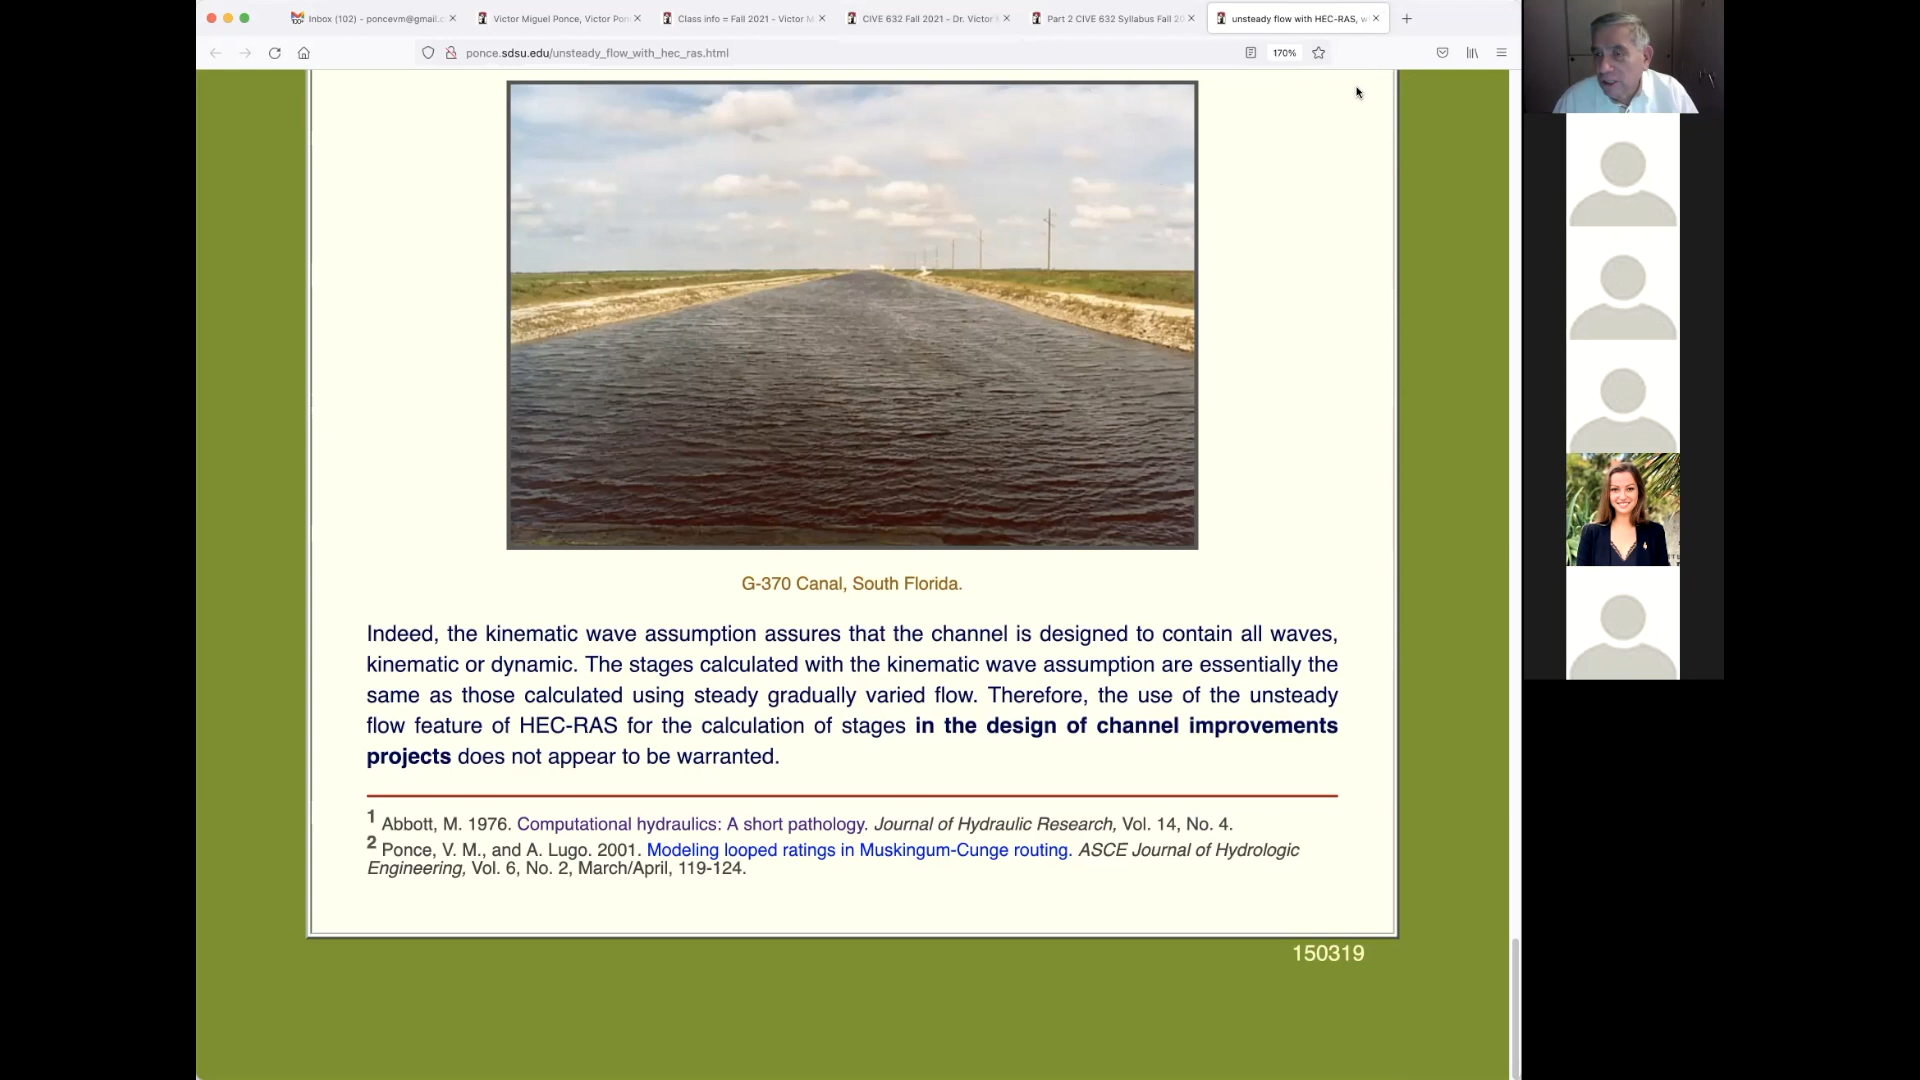 Inbox (102) - poncevm@gmail.c
Victor Miguel Ponce, Victor Pon
Class info = Fall 2021 - Victor M
CIVE 632 Fall 2021 - Dr. Victor
Part 2 CIVE 632 Syllabus Fall 20
unsteady flow with HEC-RAS, w
ponce.sdsu.edu/unsteady_flow_with_hec_ras.html
170%
G-370 Canal, South Florida.
Indeed, the kinematic wave assumption assures that the channel is designed to contain all waves,
kinematic or dynamic. The stages calculated with the kinematic wave assumption are essentially the
same as those calculated using steady gradually varied flow. Therefore, the use of the unsteady
flow feature of HEC-RAS for the calculation of stages in the design of channel improvements
projects does not appear to be warranted.
1 Abbott, M. 1976. Computational hydraulics: A short pathology. Journal of Hydraulic Research, Vol. 14, No. 4.
2 Ponce, V. M., and A. Lugo. 2001. Modeling looped ratings in Muskingum-Cunge routing. ASCE Journal of Hydrologic
Engineering, Vol. 6, No. 2, March/April, 119-124.
150319